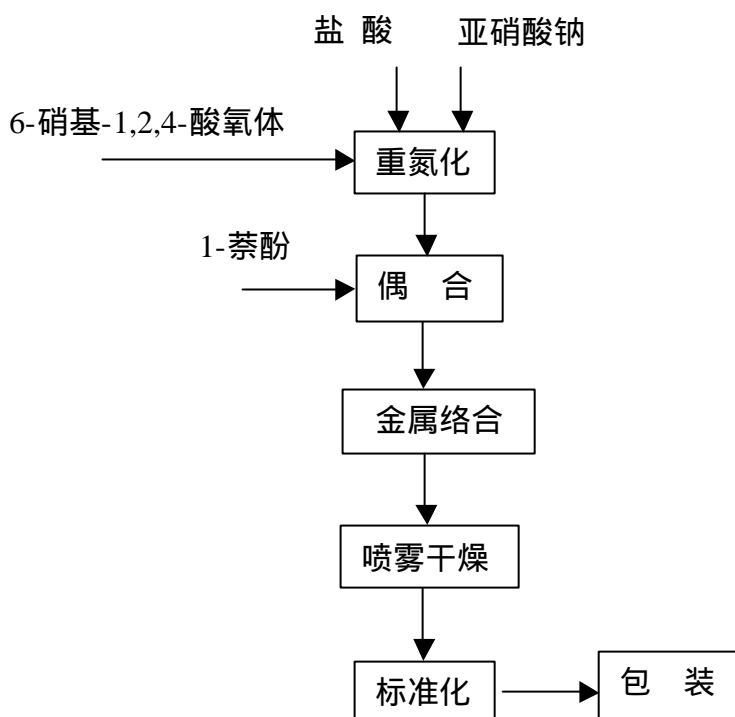 盐 酸 亚硝酸钠
6-硝基-1,2,4-酸氧体
重氮化
1-萘酚
偶 合
金属络合
喷雾干燥
标准化
包 装